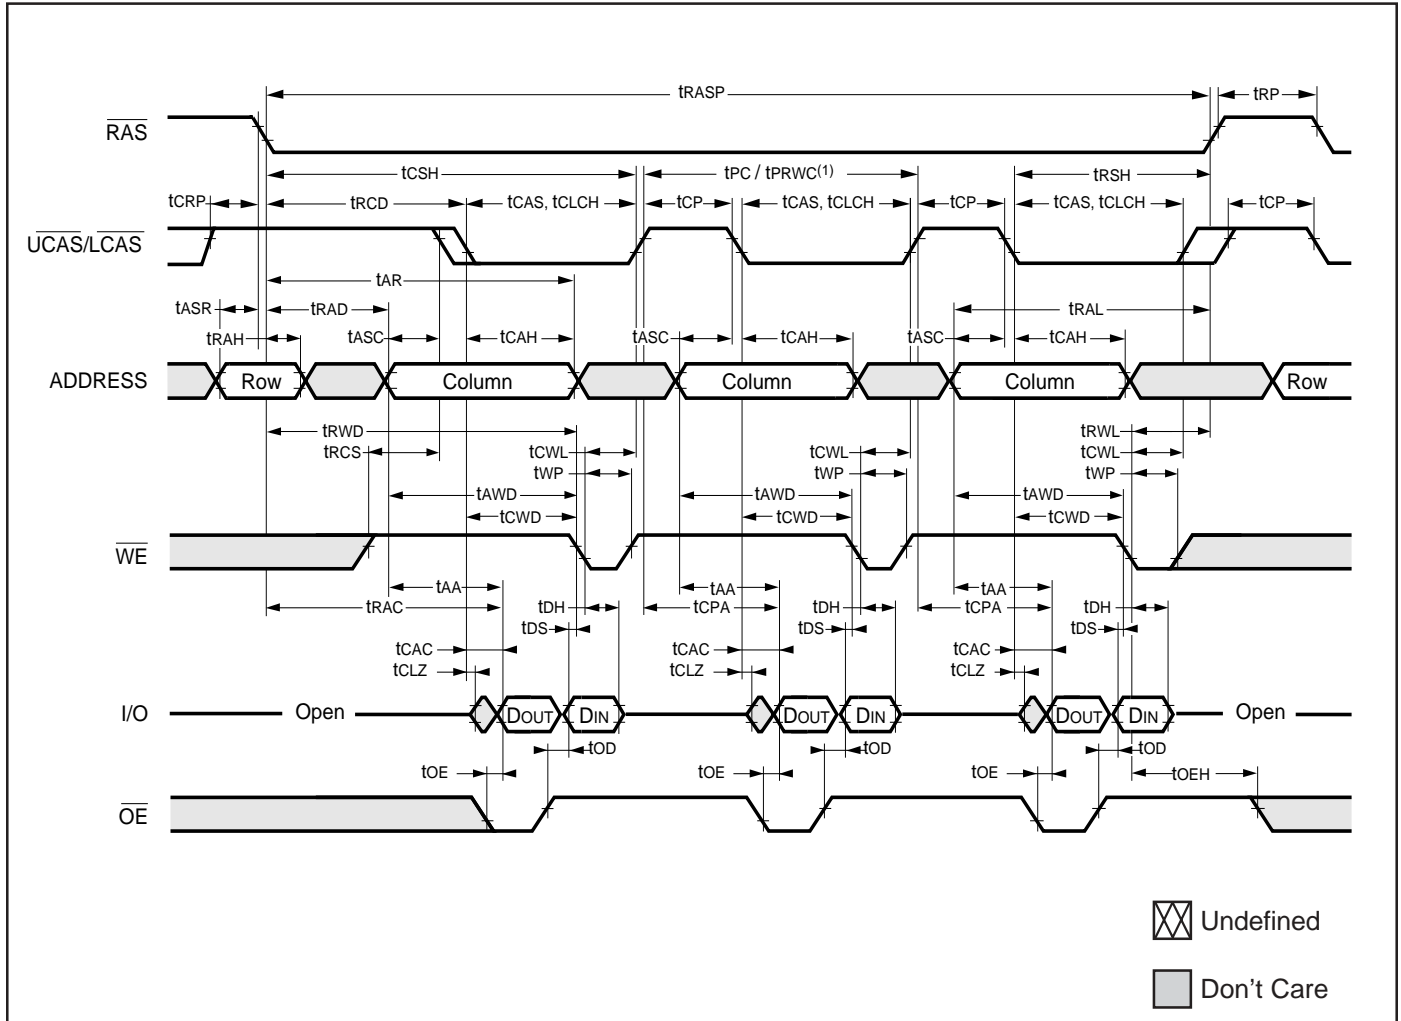 tRASP tRP
RAS
tCSH tPC / tPRWC(1) tRSH
tCRP tRCD tCAS, tCLCH tCP tCAS, tCLCH tCP tCAS, tCLCH tCP
UCAS/LCAS
tAR
tASR tRAD tRAL
tRAH tASC tCAH tASC tCAH tASC tCAH
ADDRESS Row Column Column Column Row
tRWD tRWL
tRCS tCWL tCWL tCWL
tWP tWP tWP
tAWD tAWD tAWD
tCWD tCWD tCWD
WE
tAA tAA tAA
tRAC tDH tCPA tDH tCPA tDH
tDS tDS tDS
tCAC tCAC tCAC
tCLZ tCLZ tCLZ
I/O Open DOUT DIN DOUT DIN DOUT DIN Open
tOD tOD tOD
tOE tOE tOE tOEH
OE
Undefined
Don't Care